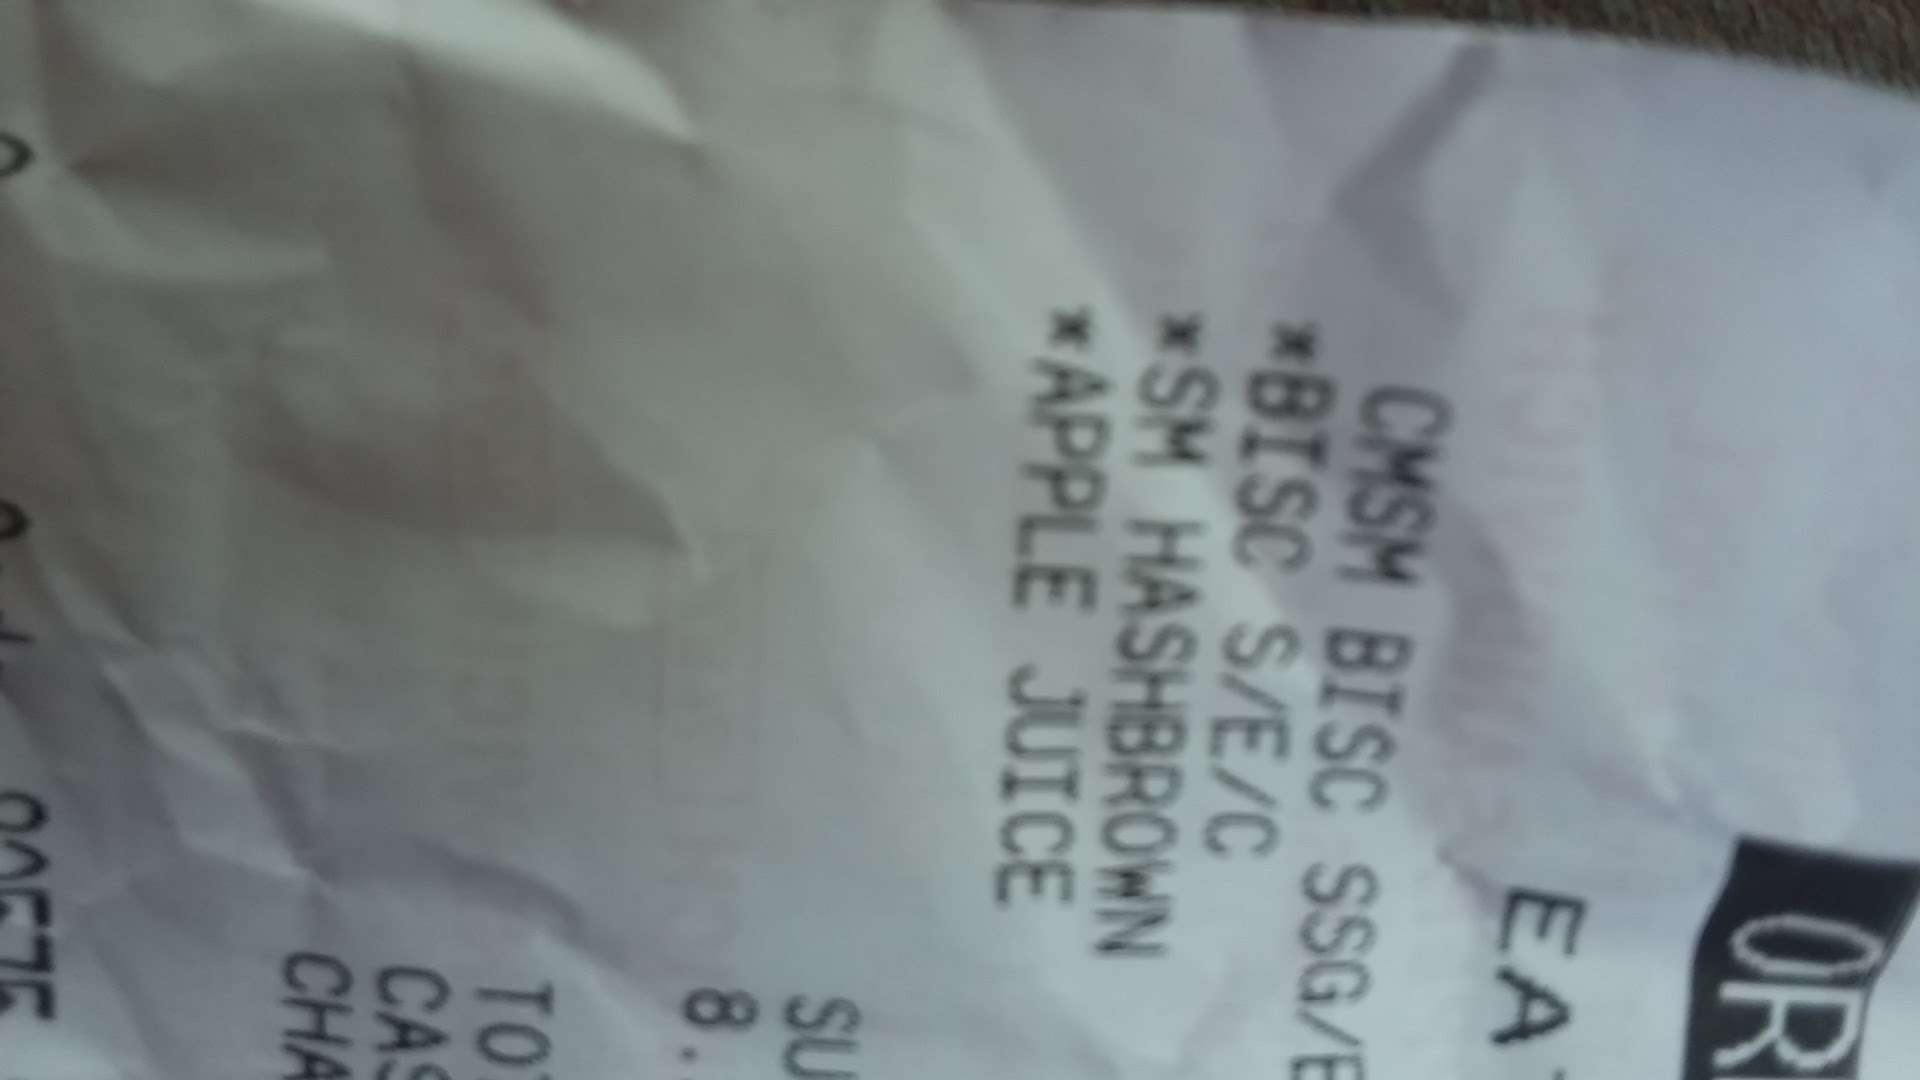 OR
EA
CMSM BISC SSG/E
*BISC S/E/C
*SM HASHBROWN
*APPLE JUICE
SU
8.
TO
CAS
CHA